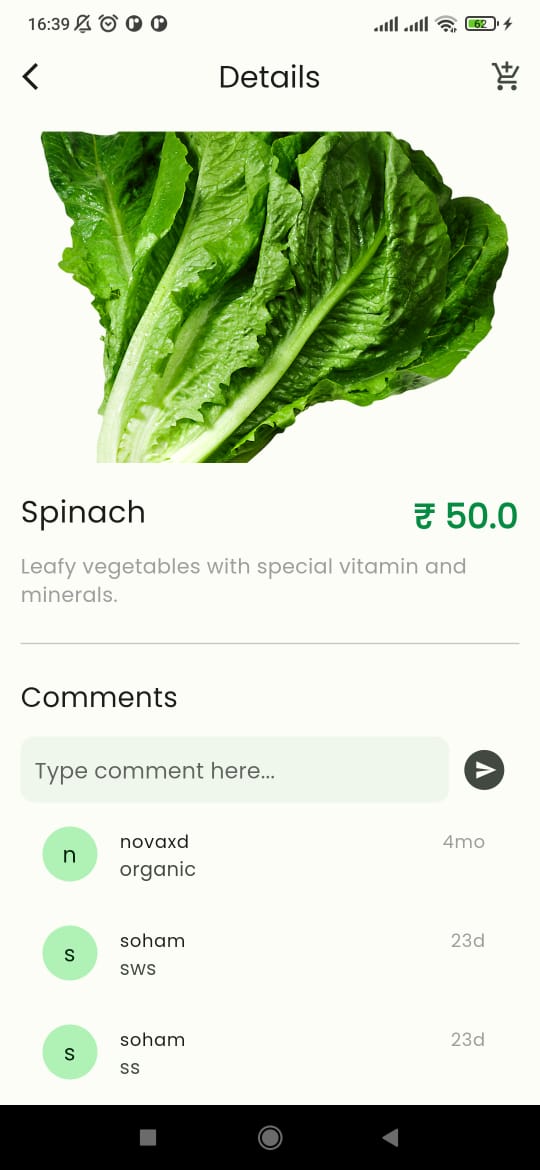 16:39 62
Details
Spinach ₹ 50.0
Leafy vegetables with special vitamin and
minerals.
Comments
Type comment here...
n novaxd 4mo
organic
s soham 23d
sws
s soham 23d
ss